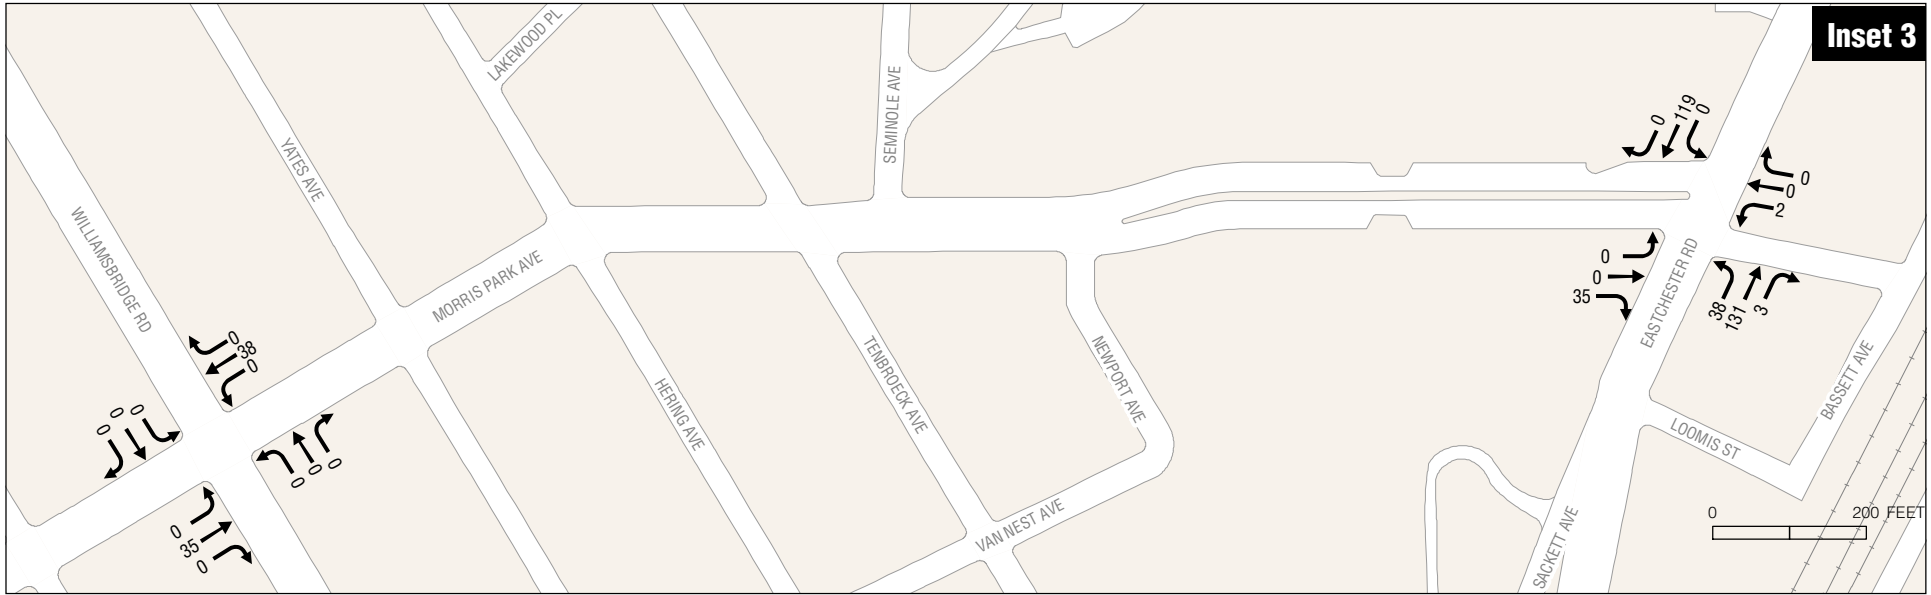 Inset 3
LAKEWOOD PL
SEMINOLE AVE
YATES AVE
WILLIAMSBRIDGE RD
MORRIS PARK AVE
HERING AVE
TENBROECK AVE
NEWPORT AVE
VAN NEST AVE
EASTCHESTER RD
BASSETT AVE
LOOMIS ST
SACKETT AVE
0 119 0
0
0
2
0
0
35
38 131 3
0
38
0
0 0 0
0 0 0
0
35
0
0 200 FEET